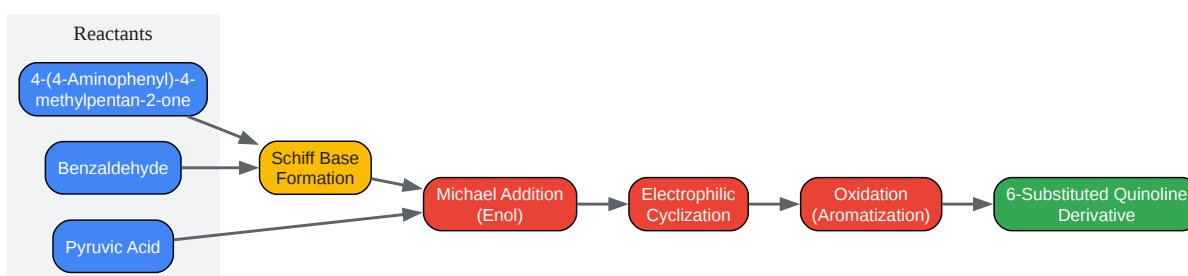 Reactants
4-(4-Aminophenyl)-4-
methylpentan-2-one
Benzaldehyde
Pyruvic Acid
Schiff Base
Formation
Michael Addition
(Enol)
Electrophilic
Cyclization
Oxidation
(Aromatization)
6-Substituted Quinoline
Derivative